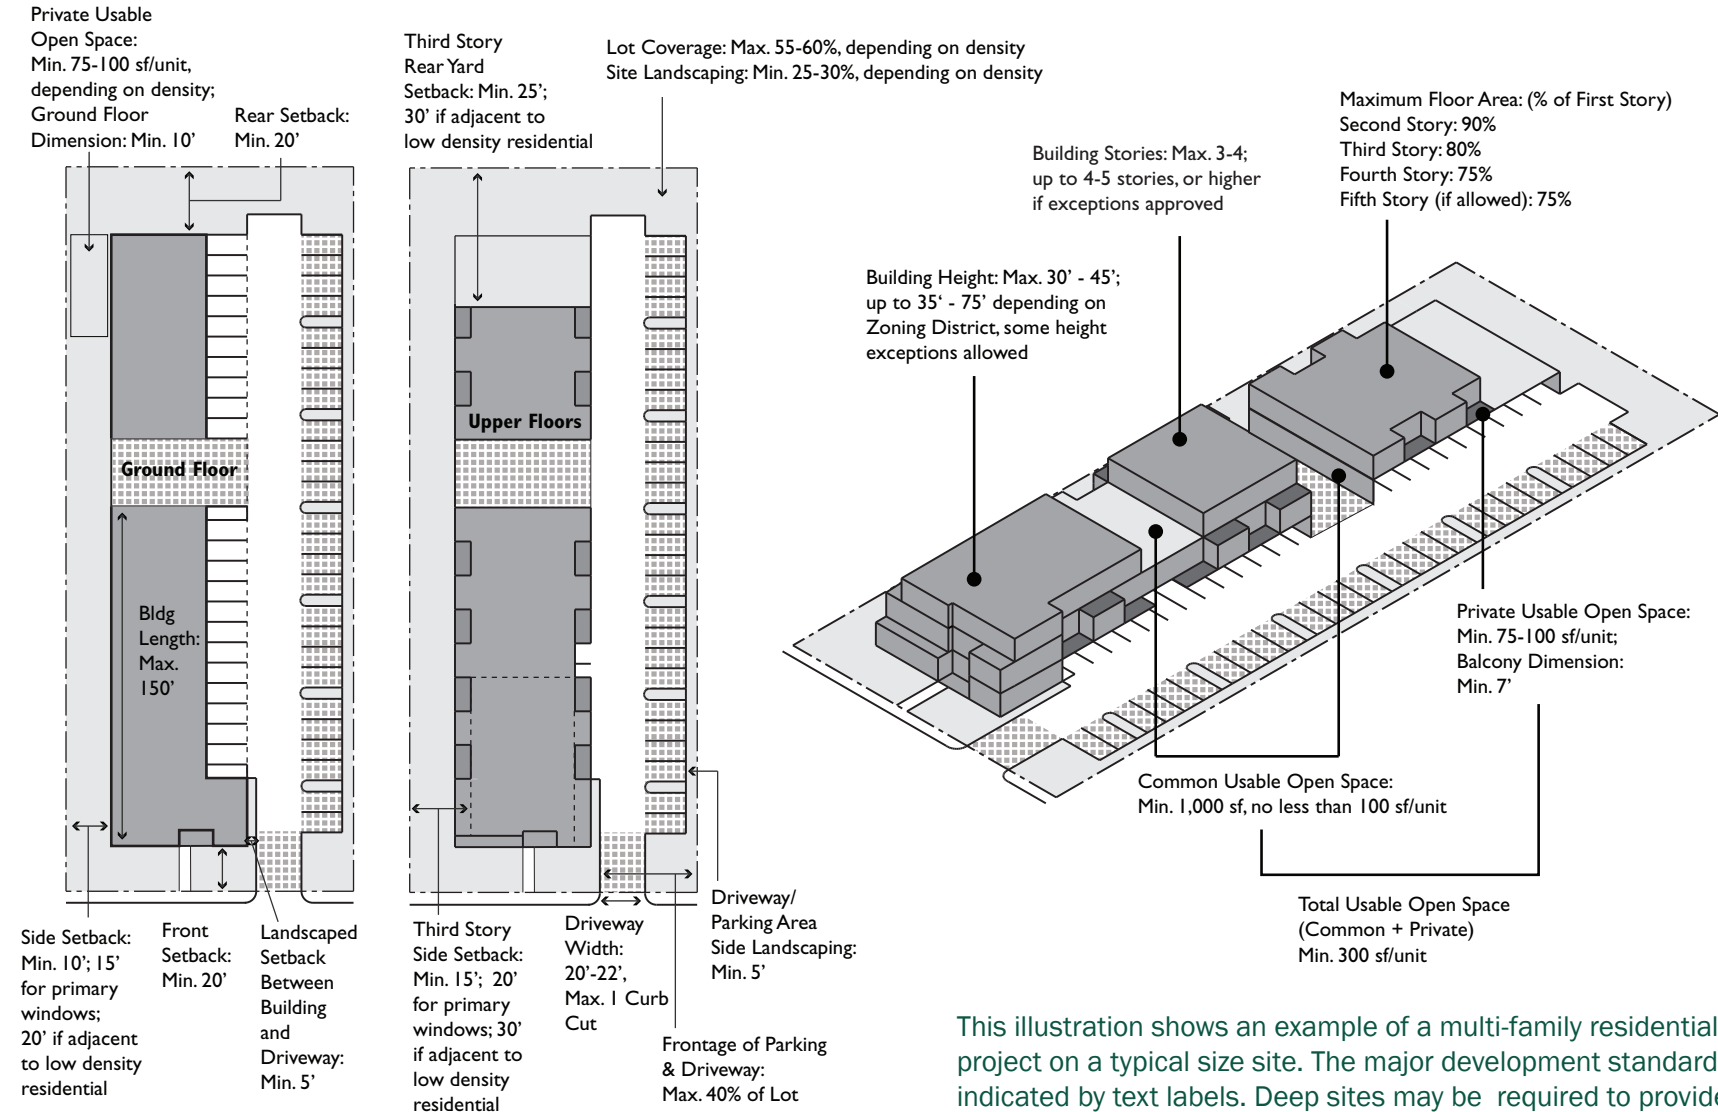 Private Usable
Open Space:
Min. 75-100 sf/unit,
depending on density;
Ground Floor
Dimension: Min. 10’
Rear Setback:
Min. 20’
Third Story
Rear Yard
Setback: Min. 25’;
30’ if adjacent to
low density residential
Lot Coverage: Max. 55-60%, depending on density
Site Landscaping: Min. 25-30%, depending on density
Building Stories: Max. 3-4;
up to 4-5 stories, or higher
if exceptions approved
Maximum Floor Area: (% of First Story)
Second Story: 90%
Third Story: 80%
Fourth Story: 75%
Fifth Story (if allowed): 75%
Building Height: Max. 30’ - 45’;
up to 35‘ - 75’ depending on
Zoning District, some height
exceptions allowed
Ground Floor
Upper Floors
Bldg
Length:
Max.
150’
Private Usable Open Space:
Min. 75-100 sf/unit;
Balcony Dimension:
Min. 7’
Common Usable Open Space:
Min. 1,000 sf, no less than 100 sf/unit
Total Usable Open Space
(Common + Private)
Min. 300 sf/unit
Side Setback:
Min. 10’; 15’
for primary
windows;
20’ if adjacent
to low density
residential
Front
Setback:
Min. 20’
Landscaped
Setback
Between
Building
and
Driveway:
Min. 5’
Third Story
Side Setback:
Min. 15’; 20’
for primary
windows; 30’
if adjacent to
low density
residential
Driveway
Width:
20’-22’,
Max. 1 Curb
Cut
Driveway/
Parking Area
Side Landscaping:
Min. 5’
Frontage of Parking
& Driveway:
Max. 40% of Lot
This illustration shows an example of a multi-family residential
project on a typical size site. The major development standard
indicated by text labels. Deep sites may be required to provide